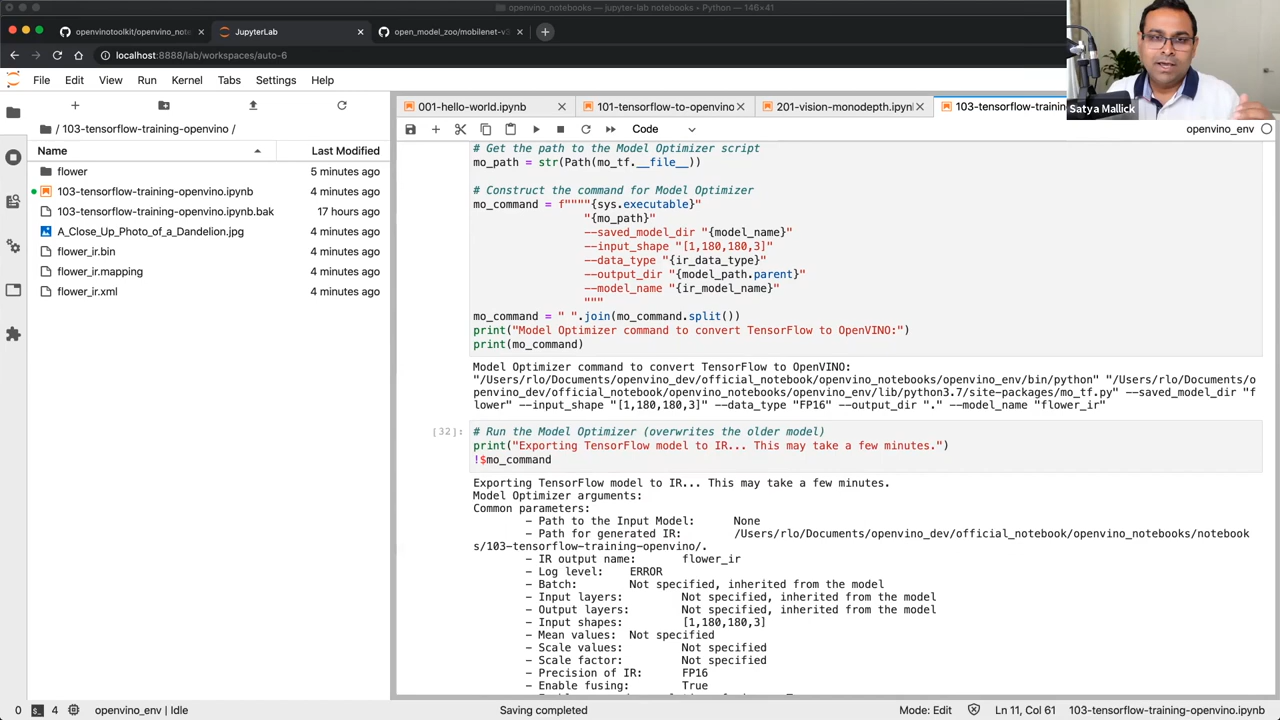 openvino_notebooks — jupyter-lab notebooks • Python — 146×41
openvinotoolkit/openvino_note
JupyterLab
open_model_zoo/mobilenet-v3
localhost:8888/lab/workspaces/auto-6
File Edit View Run Kernel Tabs Settings Help
001-hello-world.ipynb
101-tensorflow-to-openvino
201-vision-monodepth.ipynb
103-tensorflow-training
Satya Mallick
/ 103-tensorflow-training-openvino /
Code
openvino_env
Name Last Modified
flower 5 minutes ago
103-tensorflow-training-openvino.ipynb 4 minutes ago
103-tensorflow-training-openvino.ipynb.bak 17 hours ago
A_Close_Up_Photo_of_a_Dandelion.jpg 4 minutes ago
flower_ir.bin 4 minutes ago
flower_ir.mapping 4 minutes ago
flower_ir.xml 4 minutes ago
# Get the path to the Model Optimizer script
mo_path = str(Path(mo_tf.__file__))
# Construct the command for Model Optimizer
mo_command = f""""{sys.executable}"
"{mo_path}"
--saved_model_dir "{model_name}"
--input_shape "[1,180,180,3]"
--data_type "{ir_data_type}"
--output_dir "{model_path.parent}"
--model_name "{ir_model_name}"
"""
mo_command = " ".join(mo_command.split())
print("Model Optimizer command to convert TensorFlow to OpenVINO:")
print(mo_command)
Model Optimizer command to convert TensorFlow to OpenVINO:
"/Users/rlo/Documents/openvino_dev/official_notebook/openvino_notebooks/openvino_env/bin/python" "/Users/rlo/Documents/o
penvino_dev/official_notebook/openvino_notebooks/openvino_env/lib/python3.7/site-packages/mo_tf.py" --saved_model_dir "f
lower" --input_shape "[1,180,180,3]" --data_type "FP16" --output_dir "." --model_name "flower_ir"
[32]:
# Run the Model Optimizer (overwrites the older model)
print("Exporting TensorFlow model to IR... This may take a few minutes.")
!$mo_command
Exporting TensorFlow model to IR... This may take a few minutes.
Model Optimizer arguments:
Common parameters:
- Path to the Input Model: None
- Path for generated IR: /Users/rlo/Documents/openvino_dev/official_notebook/openvino_notebooks/notebook
s/103-tensorflow-training-openvino/.
- IR output name: flower_ir
- Log level: ERROR
- Batch: Not specified, inherited from the model
- Input layers: Not specified, inherited from the model
- Output layers: Not specified, inherited from the model
- Input shapes: [1,180,180,3]
- Mean values: Not specified
- Scale values: Not specified
- Scale factor: Not specified
- Precision of IR: FP16
- Enable fusing: True
0 4 openvino_env | Idle
Saving completed
Mode: Edit
Ln 11, Col 61
103-tensorflow-training-openvino.ipynb